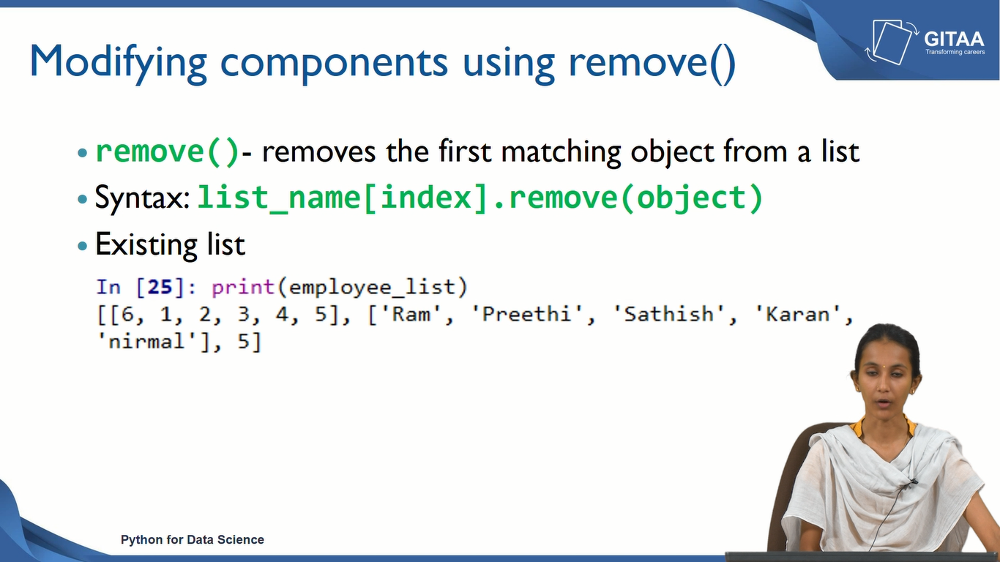 GITAA
Transforming careers
Modifying components using remove()
• remove()- removes the first matching object from a list
• Syntax: list_name[index].remove(object)
• Existing list
In [25]: print(employee_list)
[[6, 1, 2, 3, 4, 5], ['Ram', 'Preethi', 'Sathish', 'Karan',
'nirmal'], 5]
Python for Data Science